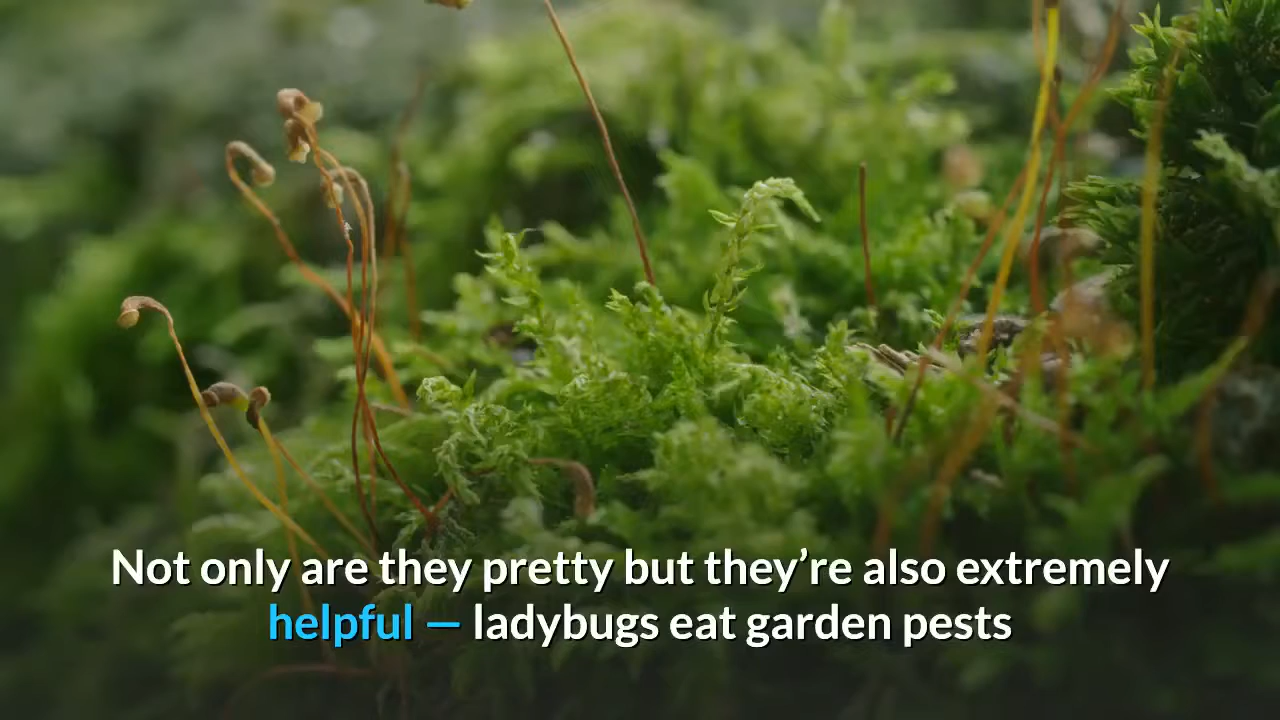 Not only are they pretty but they’re also extremely
helpful — ladybugs eat garden pests